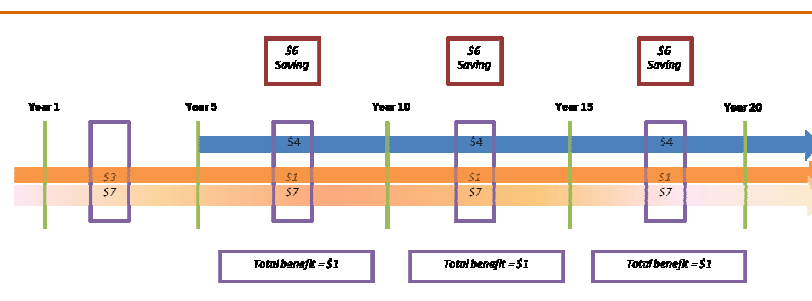 $6
Saving
$6
Saving
$6
Saving
Year 1
Year 5
Year 10
Year 15
Year 20
$4
$4
$4
$3
$1
$1
$1
$7
$7
$7
$7
Total benefit = $1
Total benefit = $1
Total benefit = $1